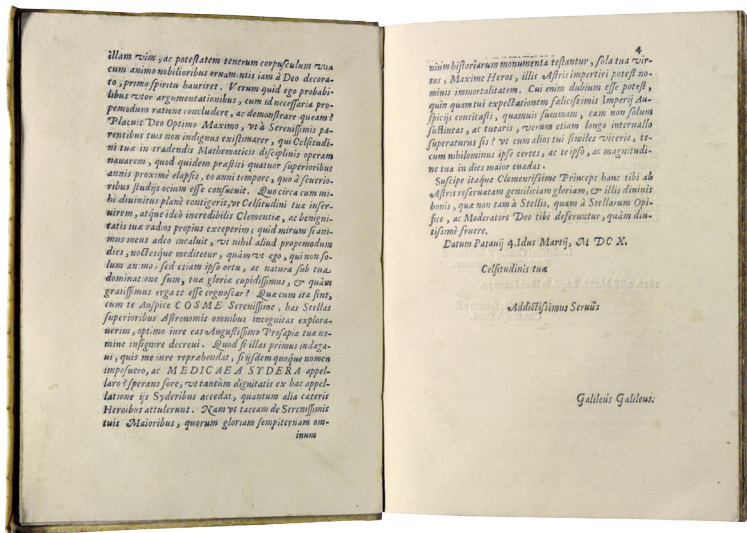 illam vim, ac potestatem tenerum corpusculum vna
cum animo nobilioribus ornamentis iam à Deo decora-
to, primo spiritu hauriret. Verum quid ego probabi-
libus vtor argumentationibus, cum id necessaria pro-
pemodum ratione concludere, ac demonstrare queam?
Placuit Deo Optimo Maximo, vt à Serenissimis pa-
rentibus tuis non indignus existimarer, qui Celsitudi-
ni tuæ in tradendis Mathematicis disciplinis operam
nauarem, quod quidem præstiti quatuor superioribus
annis proximè elapsis, eo anni tempore, quo à seuerio-
ribus studijs ocium esse consueuit. Quo circa cum mi-
hi diuinitus planè contigerit, vt Celsitudini tuæ inser-
uirem, atque ideò incredibilis Clementiæ, ac benigni-
tatis tuæ radios propius exceperim; quid mirum si ani-
mus meus adeo incaluit, vt nihil aliud propemodum
dies, noctesque meditetur, quàm vt ego, qui non so-
lum animo, sed etiam ipso ortu, ac natura sub tua
dominatione sum, tuæ gloriæ cupidissimus, & quàm
gratissimus erga te esse cognoscar? Quæ cum ita sint,
cum te Auspice COSME Serenissime, has Stellas
superioribus Astronomis omnibus incognitas explora-
uerim, optimo iure eas Augustissimo Prosapiæ tuæ no-
mine insignire decreui. Quod si illas primus indaga-
ui, quis me iure repræhendat, si ijsdem quoque nomen
imposuero, ac MEDICAEA SYDERA appel-
laro? sperans fore, vt tantum dignitatis ex hac appel-
latione ijs Syderibus accedat, quantum alia cæteris
Heroibus attulerunt. Nam vt taceam de Serenissimis
tuis Maioribus, quorum gloriam sempiternam om-
inum
4
nium historiarum monumenta testantur, sola tua vir-
tus, Maxime Heros, illis Astris impertiri potest no-
minis immortalitatem. Cui enim dubium esse potest,
quin quam tui expectationem fælicissimis Imperij Au-
spicijs concitasti, quamuis summam, eam non solum
sustineas, ac tuearis, verum etiam longo interuallo
superaturus sis? vt cum alios tui similes viceris, te-
cum nihilominus ipse certes, ac te ipso, ac magnitudi-
ne tua in dies maior euadas.
Suscipe itaque Clementissime Princeps hanc tibi ab
Astris reseruatam gentiliciam gloriam, & illis diuinis
bonis, quæ non tam à Stellis, quam à Stellarum Opi-
fice, ac Moderatore Deo tibi deferuntur, quàm diu-
tissimè fruere.
Datum Patauij 4. Idus Martij, M DC X.
Celsitudinis tuæ
Addictissimus Seruus
Galileus Galileus.